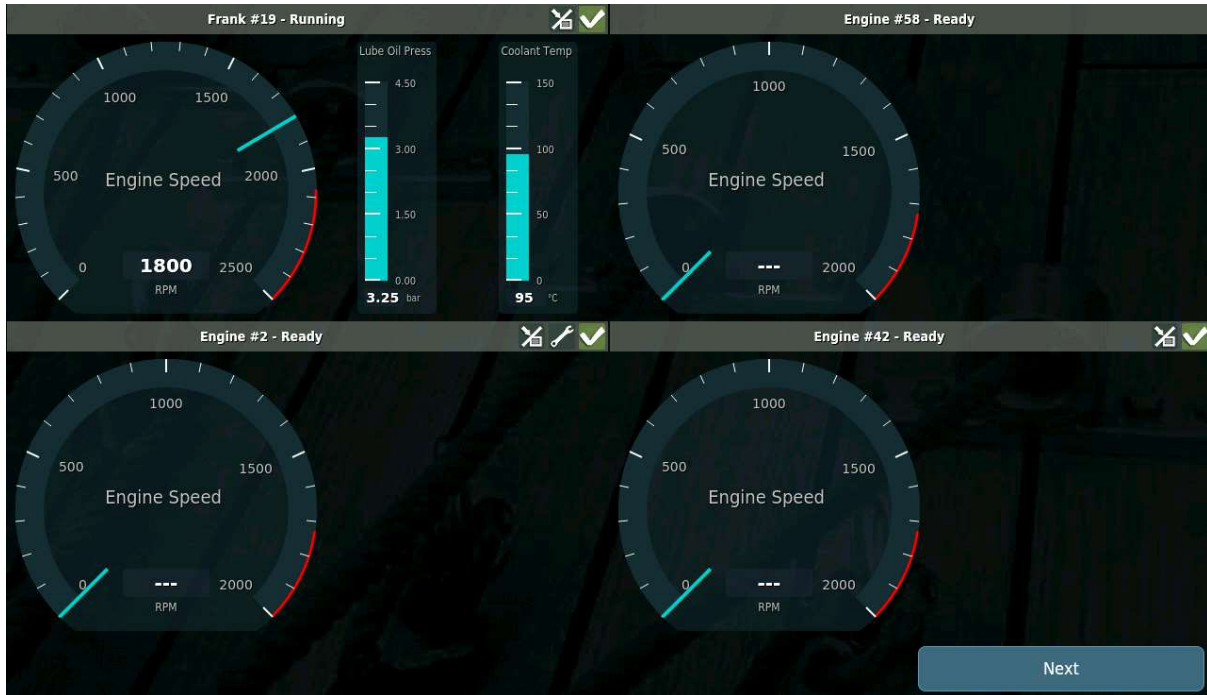 Frank #19 - Running
Lube Oil Press
Coolant Temp
1000
1500
500
2000
0
2500
Engine Speed
1800
RPM
4.50
3.00
1.50
0.00
3.25 bar
150
100
50
0
95 °C
Engine #58 - Ready
1000
500
1500
Engine Speed
0
---
2000
RPM
Engine #2 - Ready
1000
500
1500
Engine Speed
0
---
2000
RPM
Engine #42 - Ready
1000
500
1500
Engine Speed
0
---
2000
RPM
Next